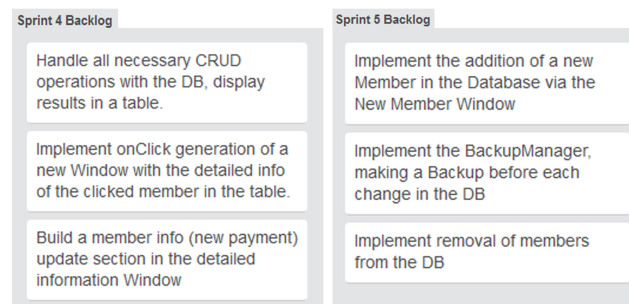 Sprint 4 Backlog
Handle all necessary CRUD
operations with the DB, display
results in a table.
Implement onClick generation of a
new Window with the detailed info
of the clicked member in the table.
Build a member info (new payment)
update section in the detailed
information Window
Sprint 5 Backlog
Implement the addition of a new
Member in the Database via the
New Member Window
Implement the BackupManager,
making a Backup before each
change in the DB
Implement removal of members
from the DB